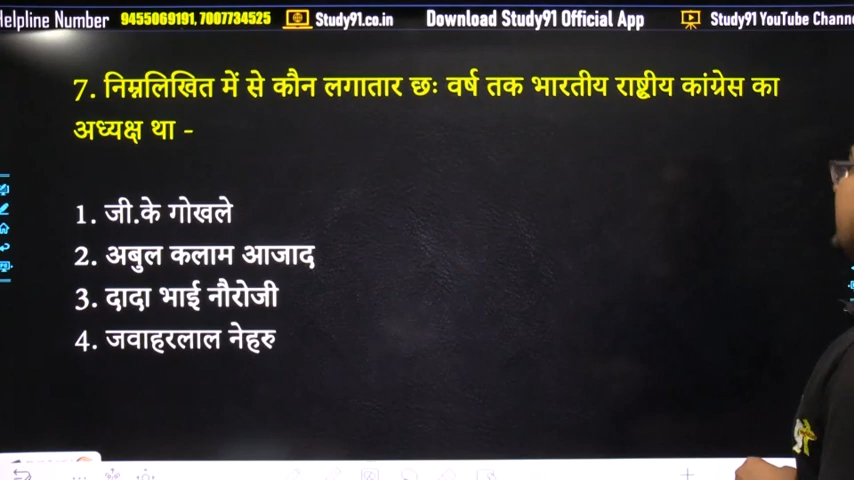 elpline Number 9455069191, 7007734525 Study91.co.in Download Study91 Official App Study91 YouTube Channe
7. निम्नलिखित में से कौन लगातार छः वर्ष तक भारतीय राष्ट्रीय कांग्रेस का
अध्यक्ष था -
1. जी.के गोखले
2. अबुल कलाम आजाद
3. दादा भाई नौरोजी
4. जवाहरलाल नेहरु